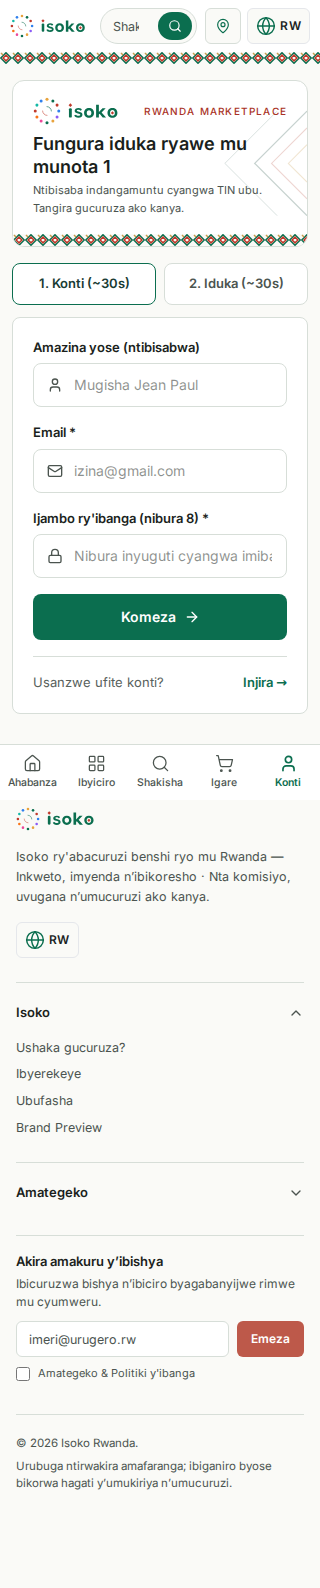 isoko
Shak
RW
isoko
RWANDA MARKETPLACE
Fungura iduka ryawe mu
munota 1
Ntibisaba indangamuntu cyangwa TIN ubu.
Tangira gucuruza ako kanya.
1. Konti (~30s)
2. Iduka (~30s)
Amazina yose (ntibisabwa)
Mugisha Jean Paul
Email *
izina@gmail.com
Ijambo ry'ibanga (nibura 8) *
Nibura inyuguti cyangwa imiba
Komeza →
Usanzwe ufite konti?
Injira →
Ahabanza
Ibyiciro
Shakisha
Igare
Konti
isoko
Isoko ry'abacuruzi benshi ryo mu Rwanda —
Inkweto, imyenda n’ibikoresho · Nta komisiyo,
uvugana n’umucuruzi ako kanya.
RW
Isoko
Ushaka gucuruza?
Ibyerekeye
Ubufasha
Brand Preview
Amategeko
Akira amakuru y’ibishya
Ibicuruzwa bishya n’ibiciro byagabanyijwe rimwe
mu cyumweru.
imeri@urugero.rw
Emeza
Amategeko & Politiki y'ibanga
© 2026 Isoko Rwanda.
Urubuga ntirwakira amafaranga; ibiganiro byose
bikorwa hagati y’umukiriya n’umucuruzi.